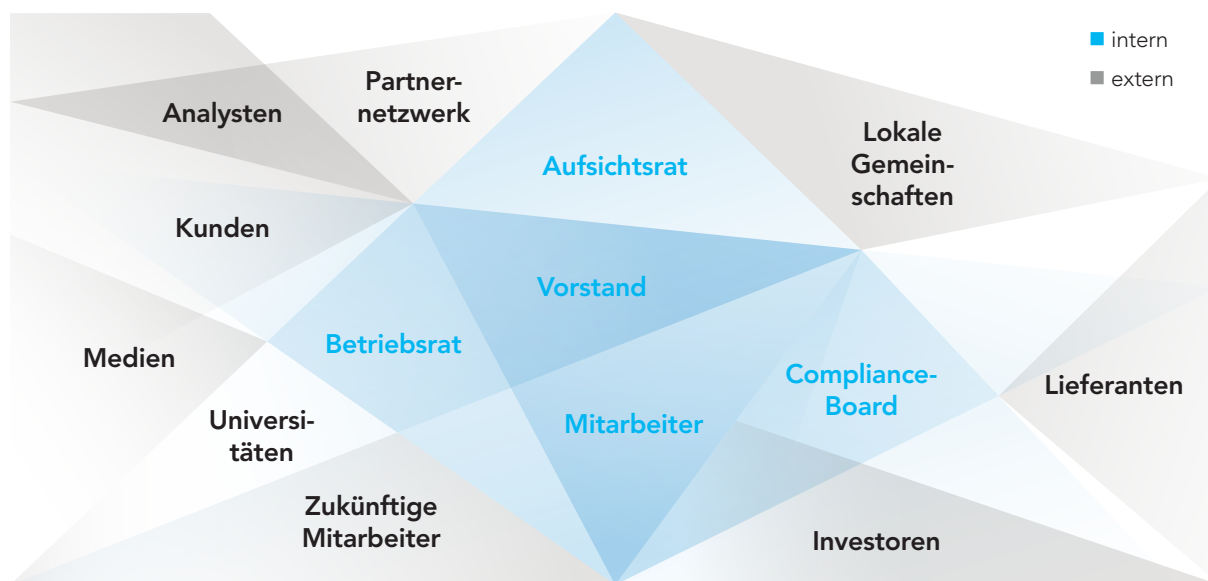 intern
extern
Partner-
netzwerk
Analysten
Lokale
Gemein-
schaften
Aufsichtsrat
Kunden
Vorstand
Betriebsrat
Medien
Compliance-
Board
Lieferanten
Universi-
täten
Mitarbeiter
Zukünftige
Mitarbeiter
Investoren